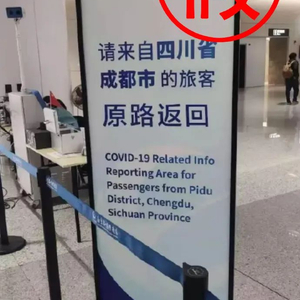 请来自四川省
成都市的旅客
原路返回
COVID-19 Related Info
Reporting Area for
Passengers from Pidu
District, Chengdu,
Sichuan Province